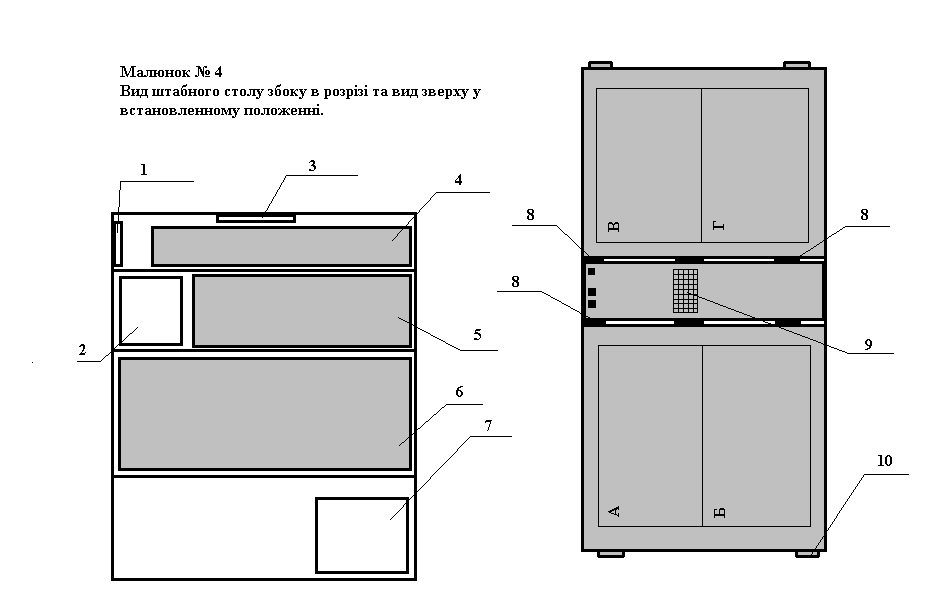 Малюнок № 4
Вид штабного столу збоку в розрізі та вид зверху у
встановленному положенні.
1
3
4
2
5
6
7
В Г
8 8
8
9
А Б
10